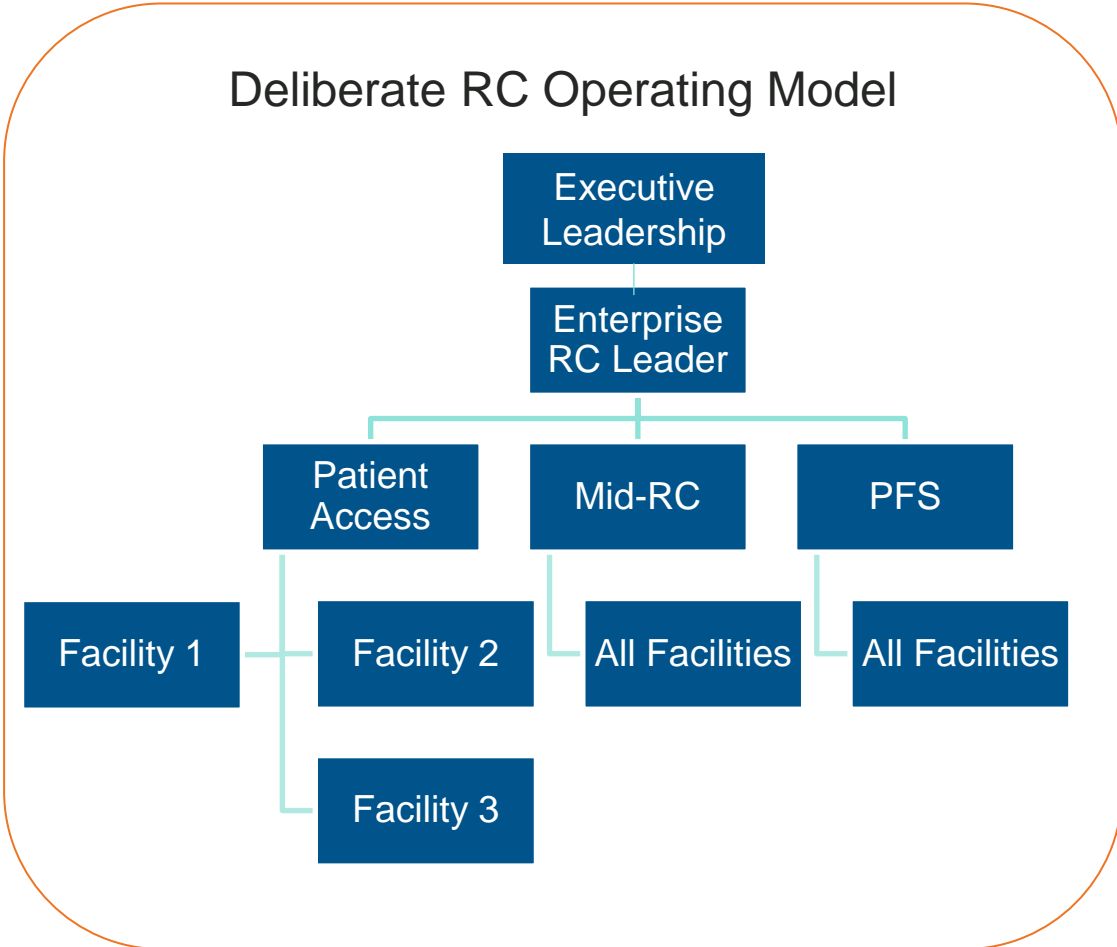 Deliberate RC Operating Model
Executive
Leadership
Enterprise
RC Leader
Patient
Access
Mid-RC
PFS
Facility 1
Facility 2
All Facilities
All Facilities
Facility 3